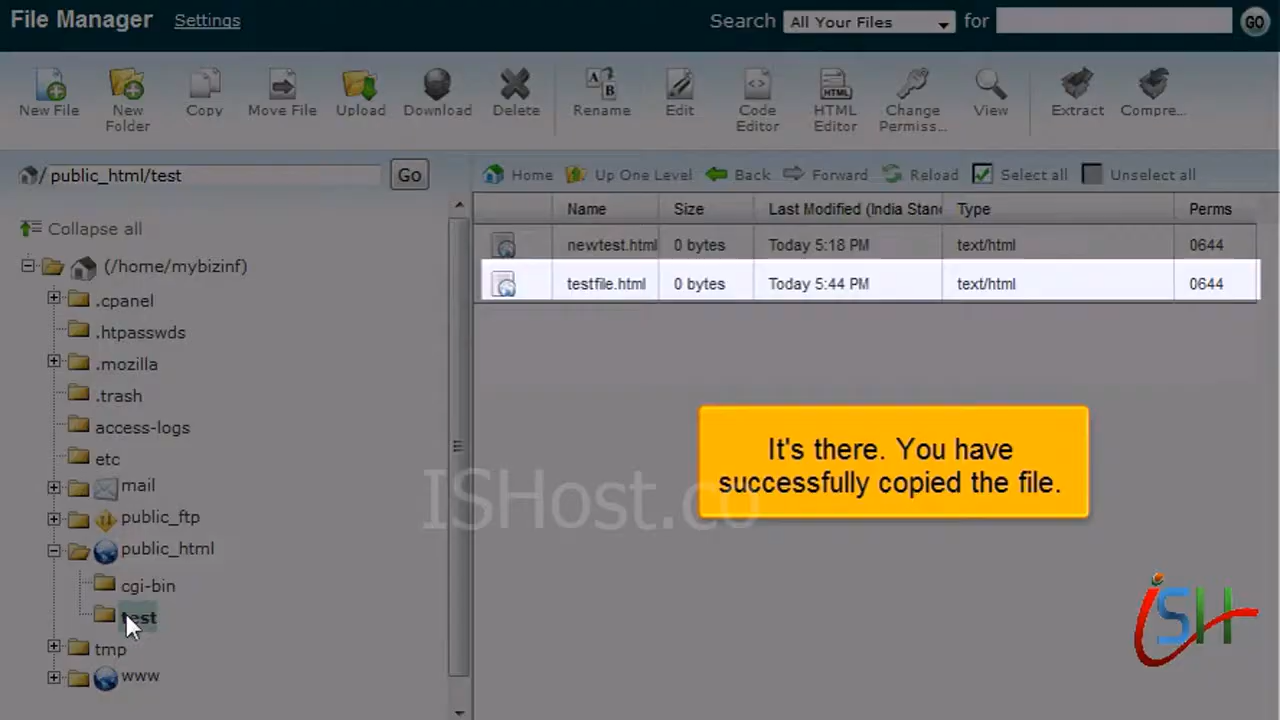 File Manager Settings Search All Your Files for GO
New File New Folder Copy Move File Upload Download Delete Rename Edit Code Editor HTML Editor Change Permiss... View Extract Compre...
/ public_html/test Go
Home Up One Level Back Forward Reload Select all Unselect all
Collapse all
(/home/mybizinf)
.cpanel
.htpasswds
.mozilla
.trash
access-logs
etc
mail
public_ftp
public_html
cgi-bin
test
tmp
www
Name Size Last Modified (India Stan Type Perms
newtest.html 0 bytes Today 5:18 PM text/html 0644
testfile.html 0 bytes Today 5:44 PM text/html 0644
It's there. You have
successfully copied the file.
ISHost.co
iSH